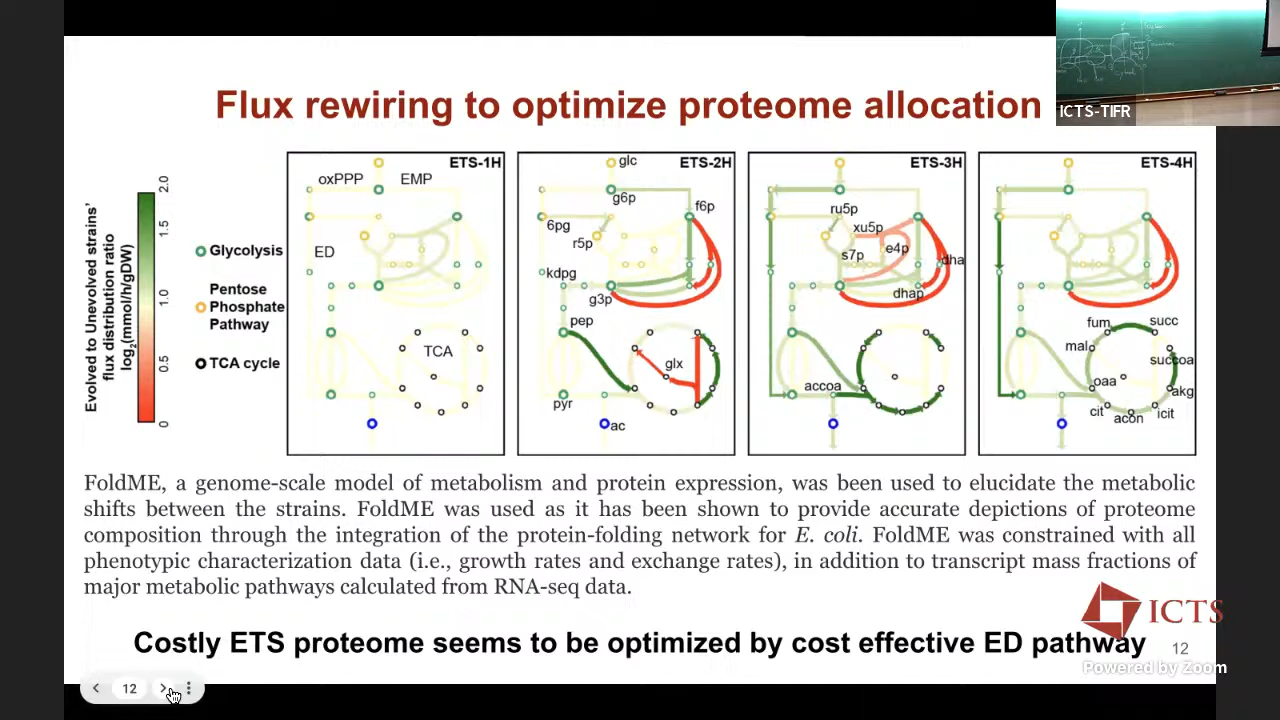 ICTS-TIFR
Flux rewiring to optimize proteome allocation
Evolved to Unevolved strains'
flux distribution ratio
log2(mmol/h/gDW)
2.0
1.5
1.0
0.5
0
Glycolysis
Pentose
Phosphate
Pathway
TCA cycle
ETS-1H
oxPPP
EMP
ED
TCA
ETS-2H
glc
g6p
f6p
6pg
r5p
kdpg
g3p
pep
glx
pyr
ac
ETS-3H
ru5p
xu5p
e4p
s7p
dha
dhap
accoa
ETS-4H
fum
succ
mal
succoa
oaa
akg
cit
acon
icit
FoldME, a genome-scale model of metabolism and protein expression, was been used to elucidate the metabolic
shifts between the strains. FoldME was used as it has been shown to provide accurate depictions of proteome
composition through the integration of the protein-folding network for E. coli. FoldME was constrained with all
phenotypic characterization data (i.e., growth rates and exchange rates), in addition to transcript mass fractions of
major metabolic pathways calculated from RNA-seq data.
ICTS
Costly ETS proteome seems to be optimized by cost effective ED pathway
12
Powered by Zoom
12